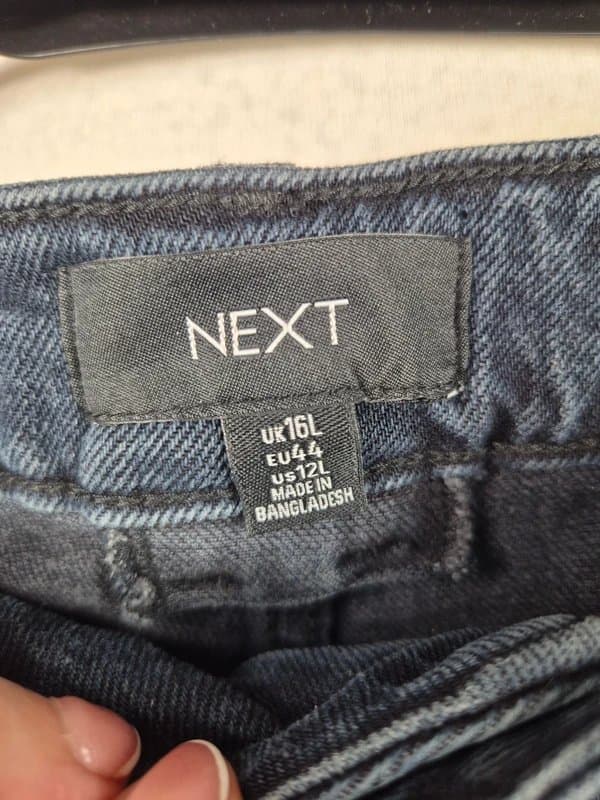 NEXT
UK16L
EU44
US12L
MADE IN
BANGLADESH